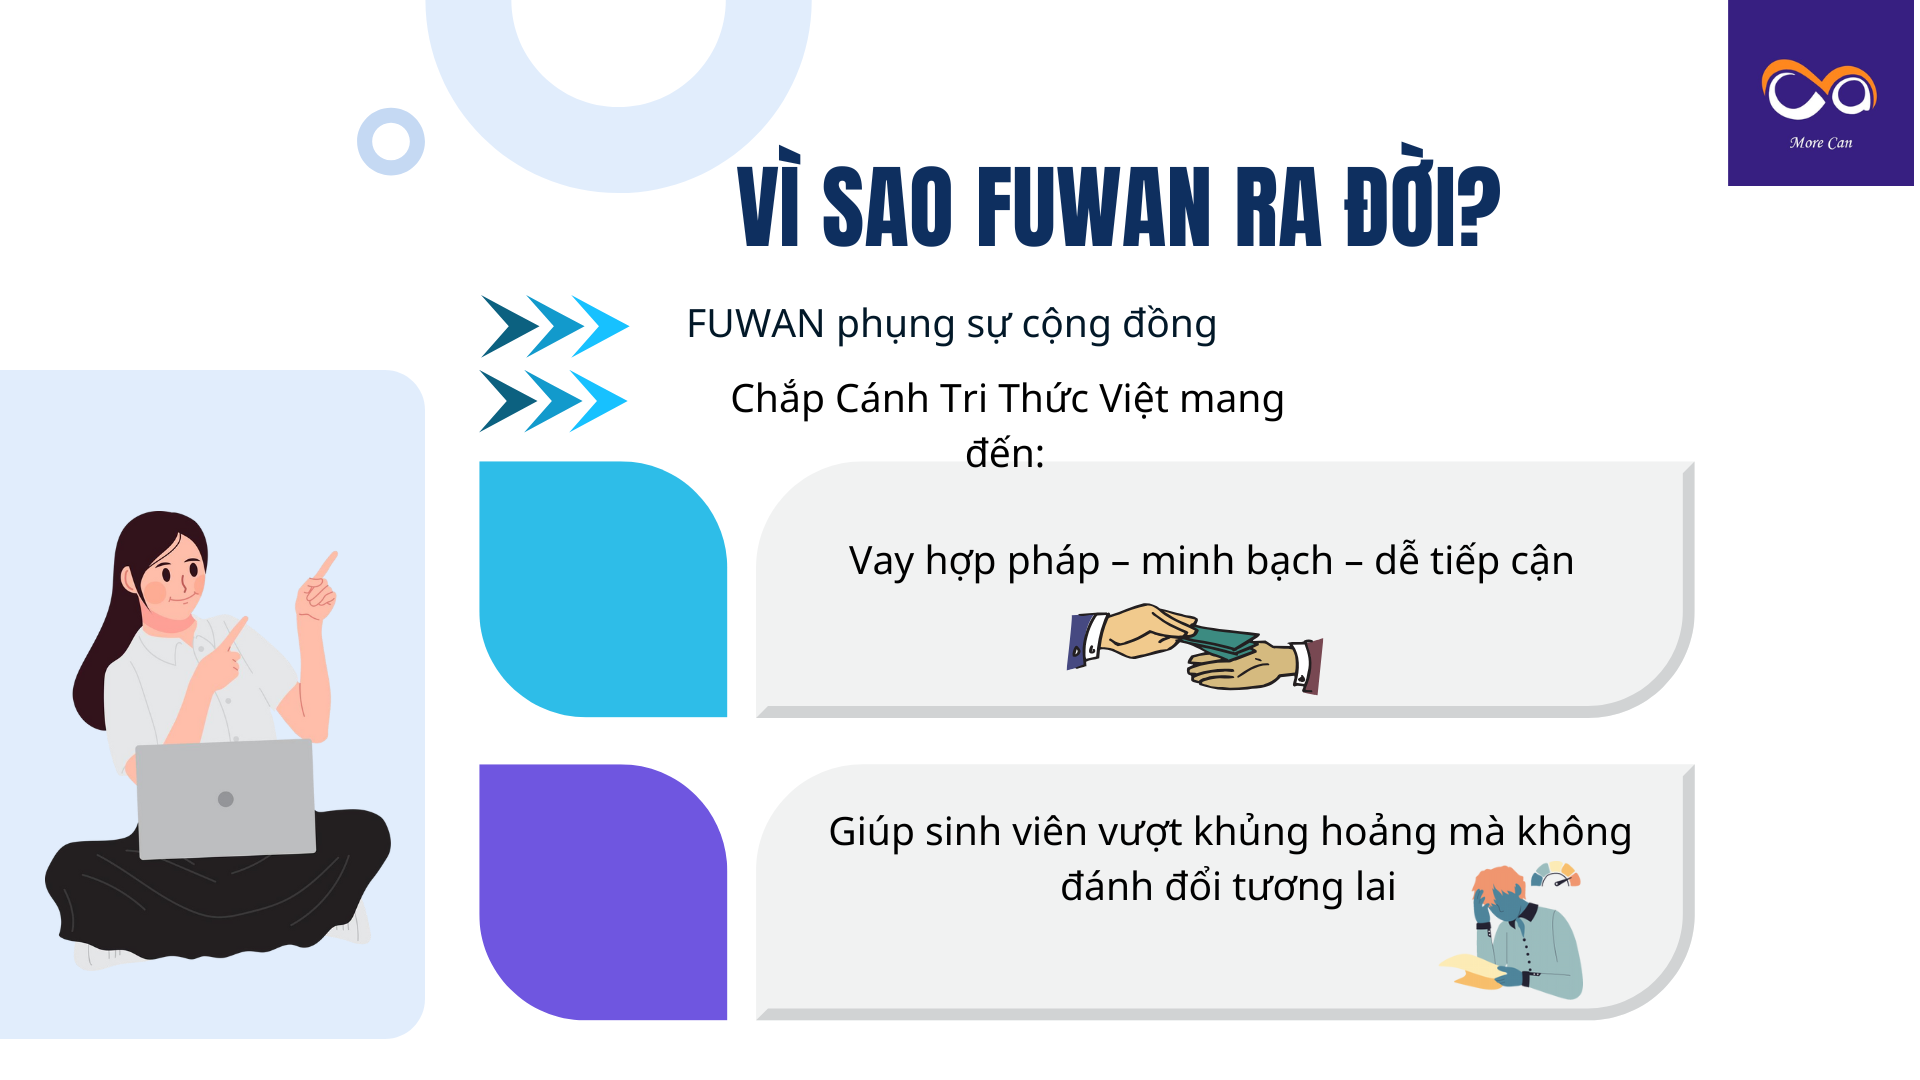 More Can
VÌ SAO FUWAN RA ĐỜI?
FUWAN phụng sự cộng đồng
Chắp Cánh Tri Thức Việt mang
đến:
Vay hợp pháp – minh bạch – dễ tiếp cận
Giúp sinh viên vượt khủng hoảng mà không
đánh đổi tương lai